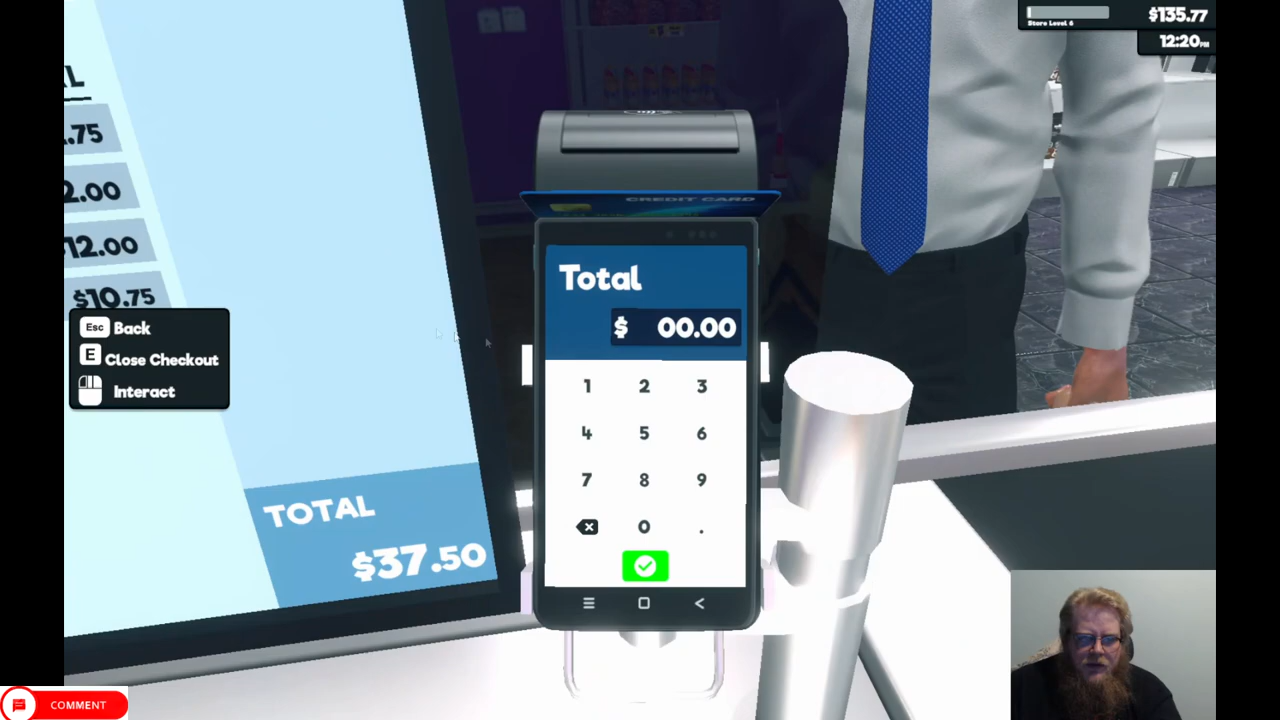 $135.77
Store Level 6
12:20PM
.75
2.00
12.00
$10.75
Esc Back
E Close Checkout
Interact
TOTAL
$37.50
CREDIT CARD
Total
$ 00.00
1 2 3
4 5 6
7 8 9
0 .
COMMENT